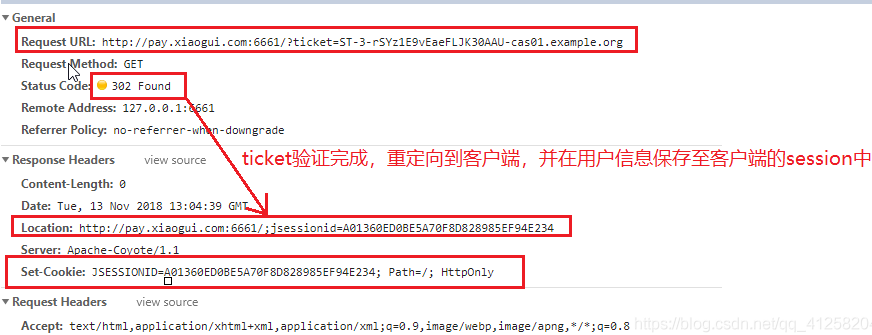 General
Request URL: http://pay.xiaogui.com:6661/?ticket=ST-3-rSYz1E9vEaeFLJK30AAU-cas01.example.org
Request Method: GET
Status Code: 302 Found
Remote Address: 127.0.0.1:6661
Referrer Policy: no-referrer-when-downgrade
Response Headers view source
ticket验证完成，重定向到客户端，并在用户信息保存至客户端的session中
Content-Length: 0
Date: Tue, 13 Nov 2018 13:04:39 GMT
Location: http://pay.xiaogui.com:6661/;jsessionid=A01360ED0BE5A70F8D828985EF94E234
Server: Apache-Coyote/1.1
Set-Cookie: JSESSIONID=A01360ED0BE5A70F8D828985EF94E234; Path=/; HttpOnly
Request Headers view source
Accept: text/html,application/xhtml+xml,application/xml;q=0.9,image/webp,image/apng,*/*;q=0.8
https://blog.csdn.net/qq_4125820